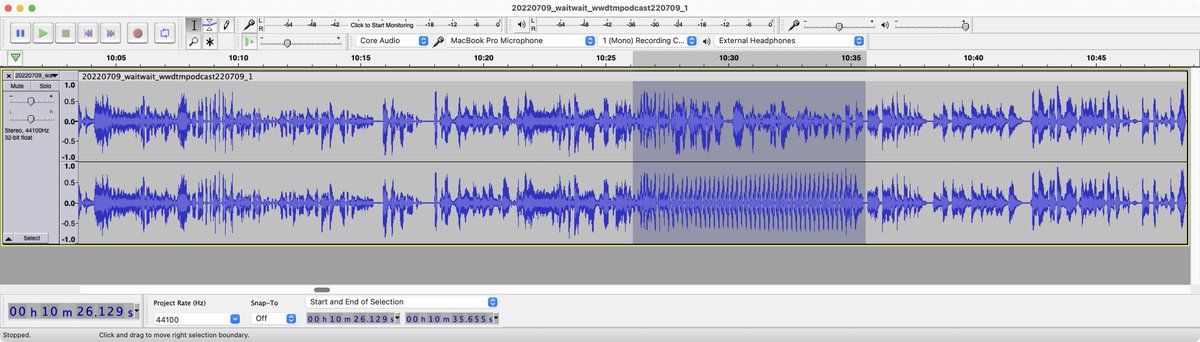 20220709_waitwait_wwdtmpodcast220709_1
L
R
-54 -48 -42 Click to Start Monitoring -18 -12 -6 0
L
R
-54 -48 -42 -36 -30 -24 -18 -12 -6 0
Core Audio
MacBook Pro Microphone
1 (Mono) Recording C...
External Headphones
10:05 10:10 10:15 10:20 10:25 10:30 10:35 10:40 10:45
20220709_wai
20220709_waitwait_wwdtmpodcast220709_1
Mute Solo
L R
Stereo, 44100Hz
32-bit float
Select
1.0
0.5
0.0
-0.5
-1.0
1.0
0.5
0.0
-0.5
-1.0
00 h 10 m 26.129 s
Project Rate (Hz)
44100
Snap-To
Off
Start and End of Selection
00 h 10 m 26.129 s
00 h 10 m 35.655 s
Stopped. Click and drag to move right selection boundary.